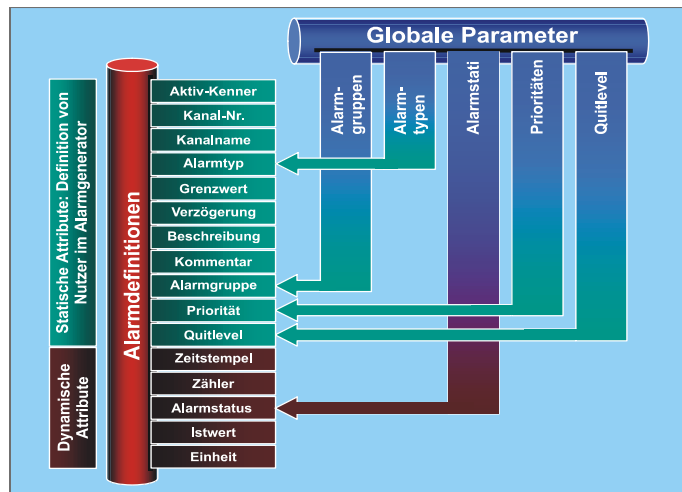 Globale Parameter
Alarm-
gruppen
Alarm-
typen
Alarmstati
Prioritäten
Quitlevel
Statische Attribute: Definition von
Nutzer im Alarmgenerator
Dynamische
Attribute
Alarmdefinitionen
Aktiv-Kenner
Kanal-Nr.
Kanalname
Alarmtyp
Grenzwert
Verzögerung
Beschreibung
Kommentar
Alarmgruppe
Priorität
Quitlevel
Zeitstempel
Zähler
Alarmstatus
Istwert
Einheit